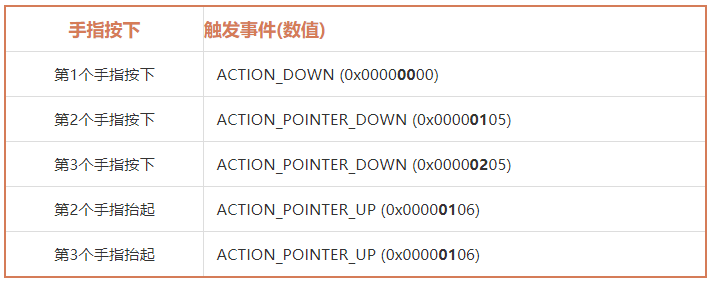 手指按下 触发事件(数值)
第1个手指按下 ACTION_DOWN (0x00000000)
第2个手指按下 ACTION_POINTER_DOWN (0x00000105)
第3个手指按下 ACTION_POINTER_DOWN (0x00000205)
第2个手指抬起 ACTION_POINTER_UP (0x00000106)
第3个手指抬起 ACTION_POINTER_UP (0x00000106)